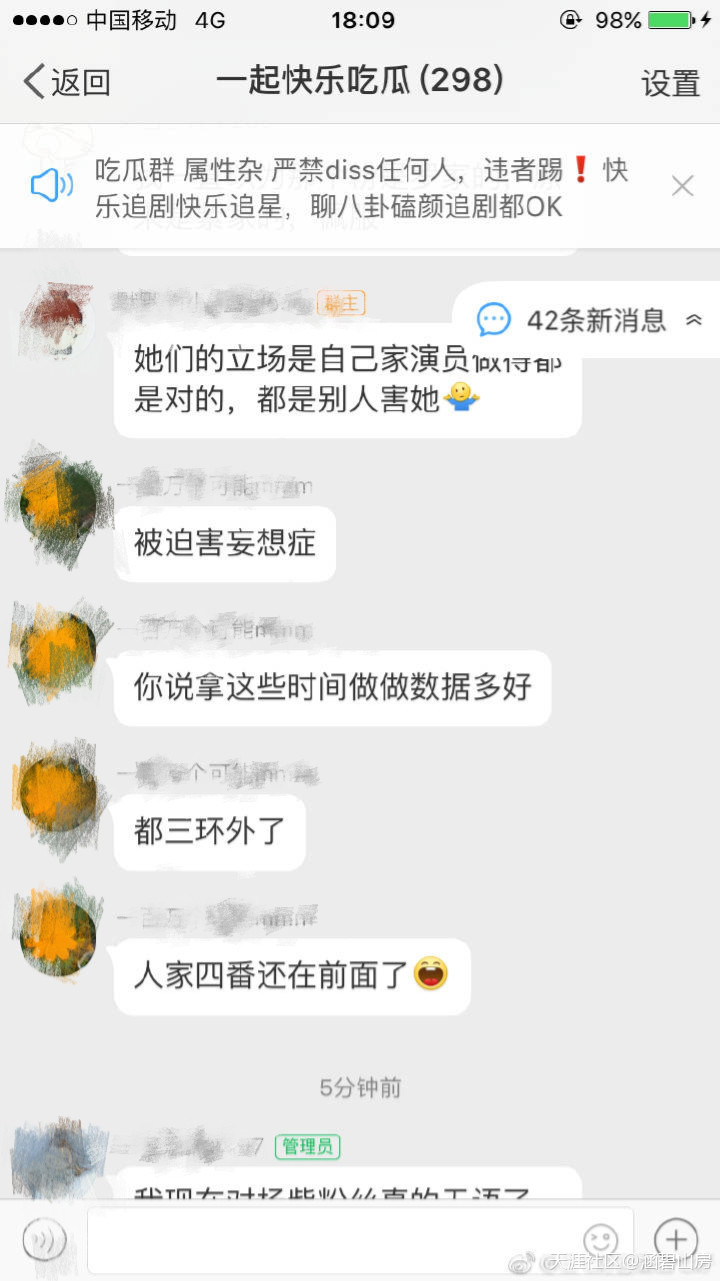 中国移动 4G 18:09 98%
返回 一起快乐吃瓜(298) 设置
吃瓜群 属性杂 严禁diss任何人，违者踢❗快
乐追剧快乐追星，聊八卦磕颜追剧都OK
群主
42条新消息
她们的立场是自己家演员做得都
是对的，都是别人害她🤷
被迫害妄想症
你说拿这些时间做做数据多好
都三环外了
人家四番还在前面了😄
5分钟前
管理员
天涯社区@涵碧山房